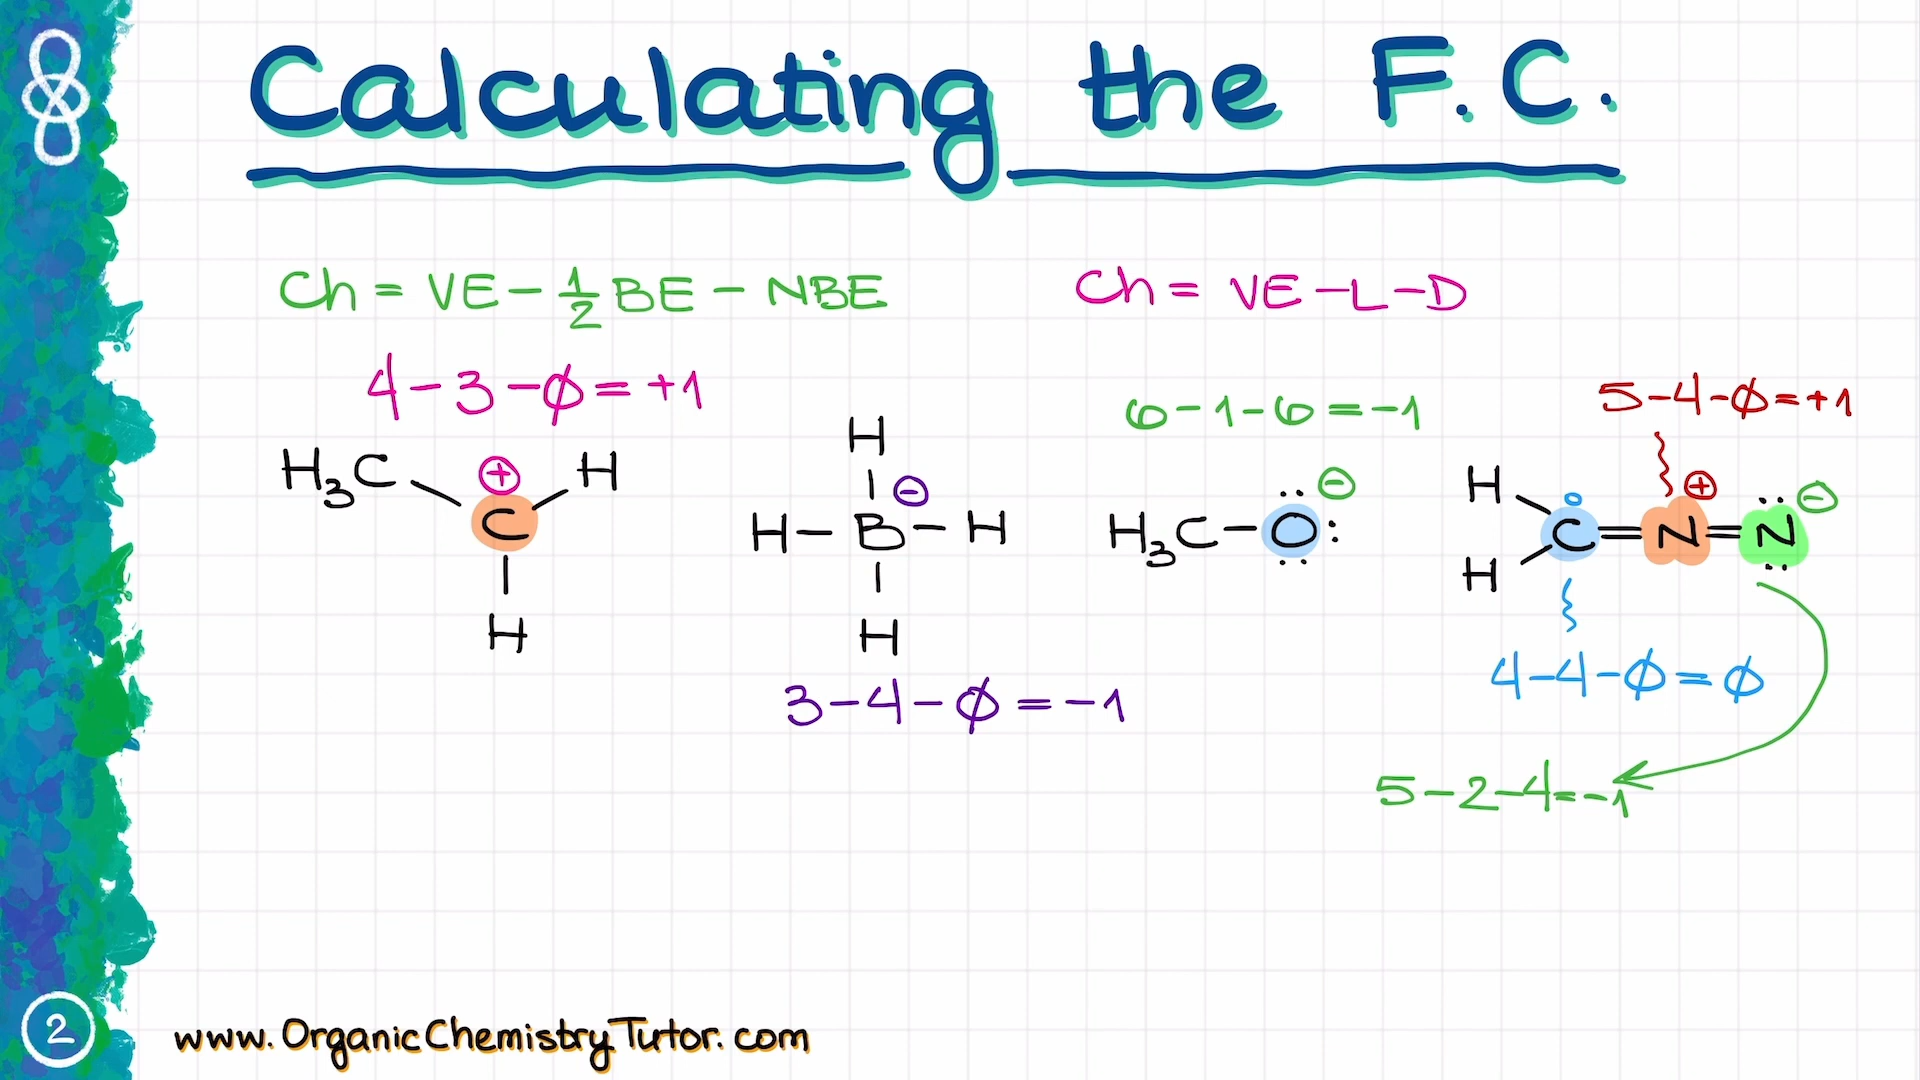 Calculating the F.C.
Ch = VE - 1/2 BE - NBE
Ch = VE - L - D
4 - 3 - ∅ = +1
6 - 1 - 6 = -1
5 - 4 - ∅ = +1
H3C C ⊕ H
H
H
H - B ⊖ - H
H
H3C - O: ⊖
H
H
C = N ⊕ = N ⊖
4 - 4 - ∅ = ∅
3 - 4 - ∅ = -1
5 - 2 - 4 = -1
2
www.OrganicChemistryTutor.com